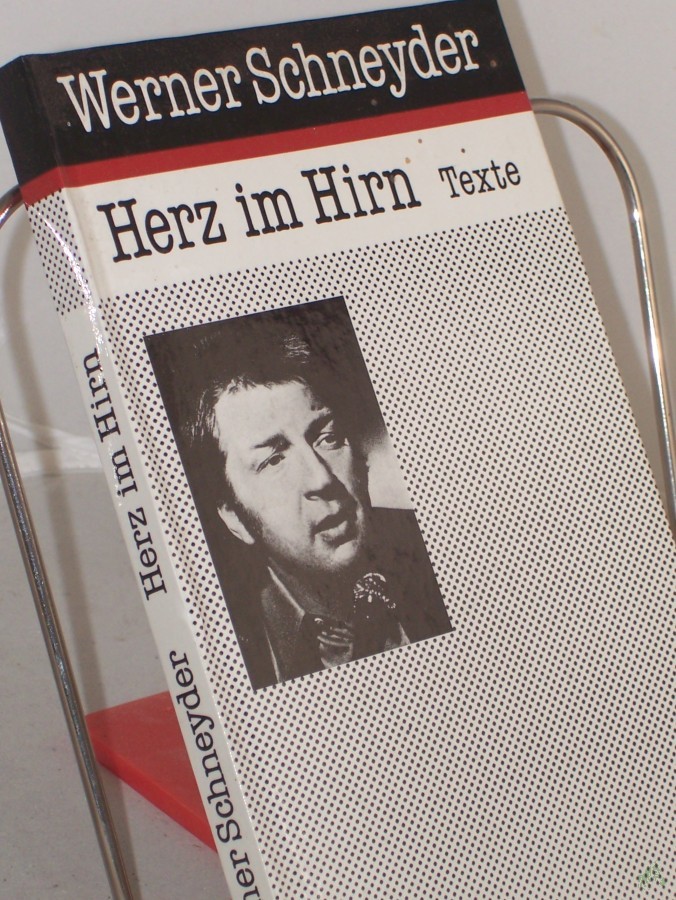 Werner Schneyder
Herz im Hirn Texte
Herz im Hirn
ner Schneyder